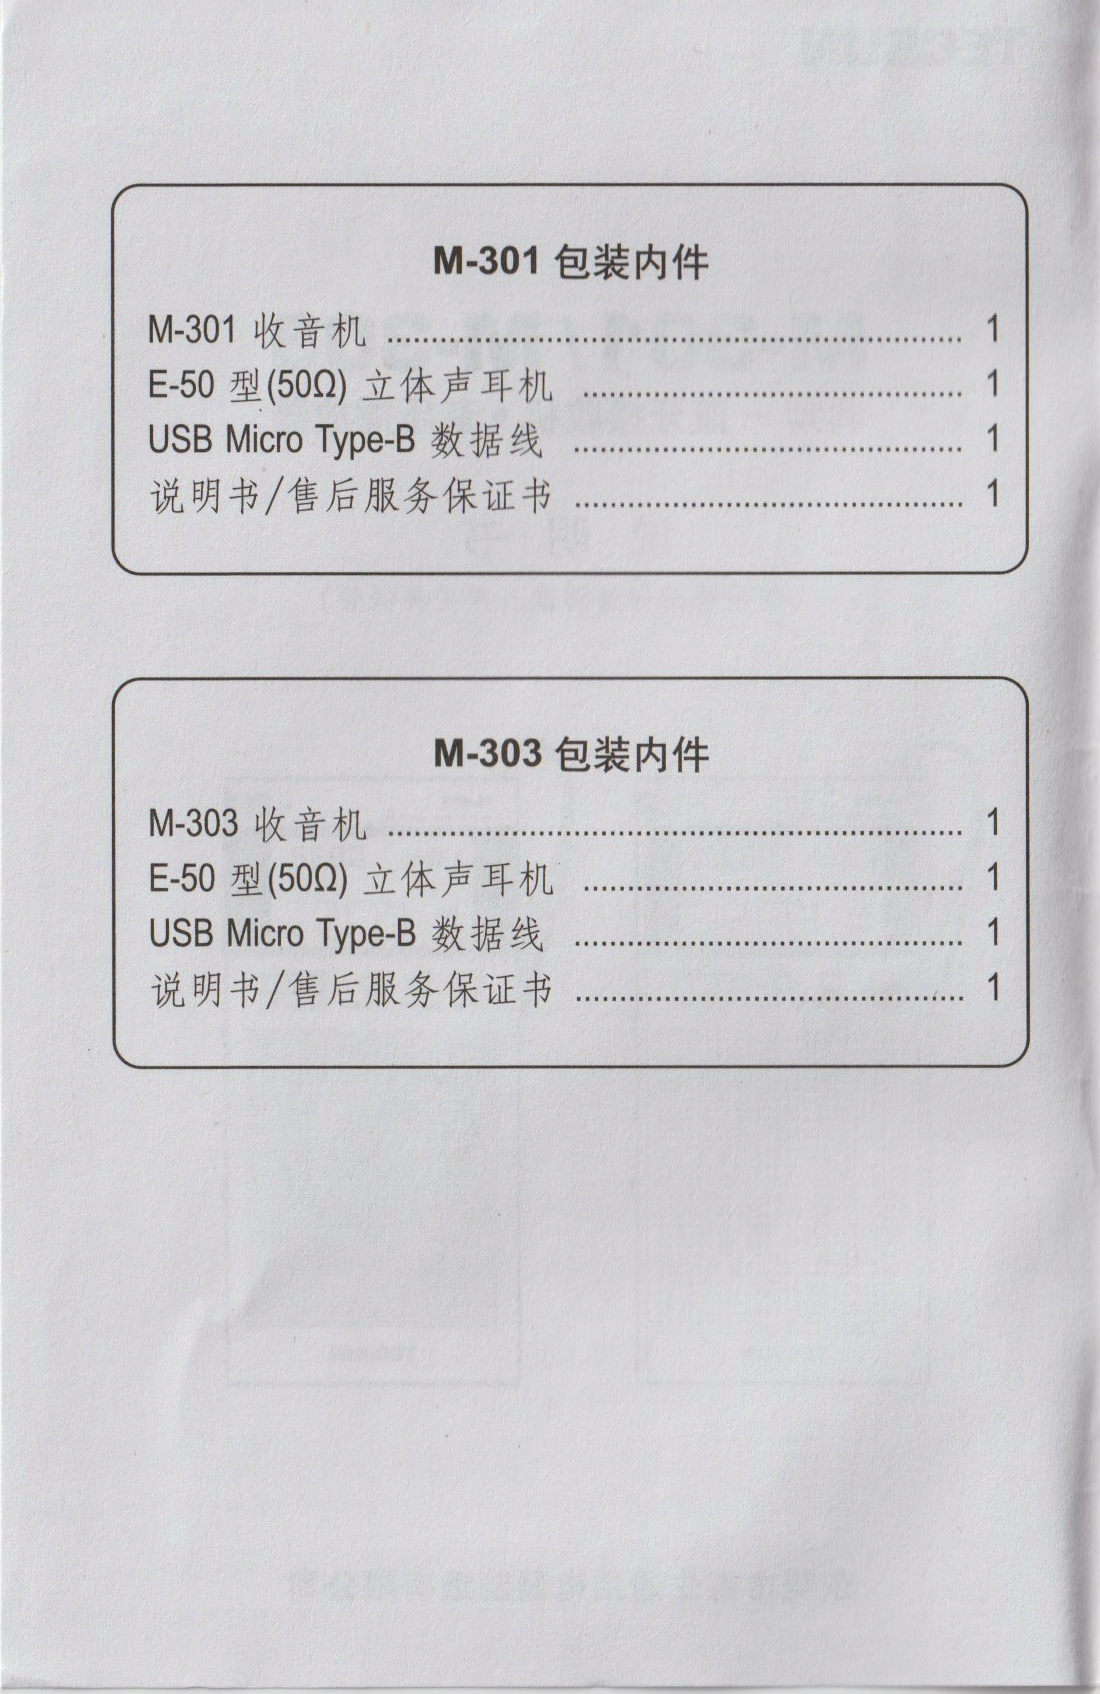 M-301 包装内件
M-301 收音机 ................................................................ 1
E-50 型(50Ω) 立体声耳机 .......................................... 1
USB Micro Type-B 数据线 ........................................... 1
说明书/售后服务保证书 ........................................... 1
M-303 包装内件
M-303 收音机 ................................................................ 1
E-50 型(50Ω) 立体声耳机 .......................................... 1
USB Micro Type-B 数据线 ........................................... 1
说明书/售后服务保证书 ........................................... 1